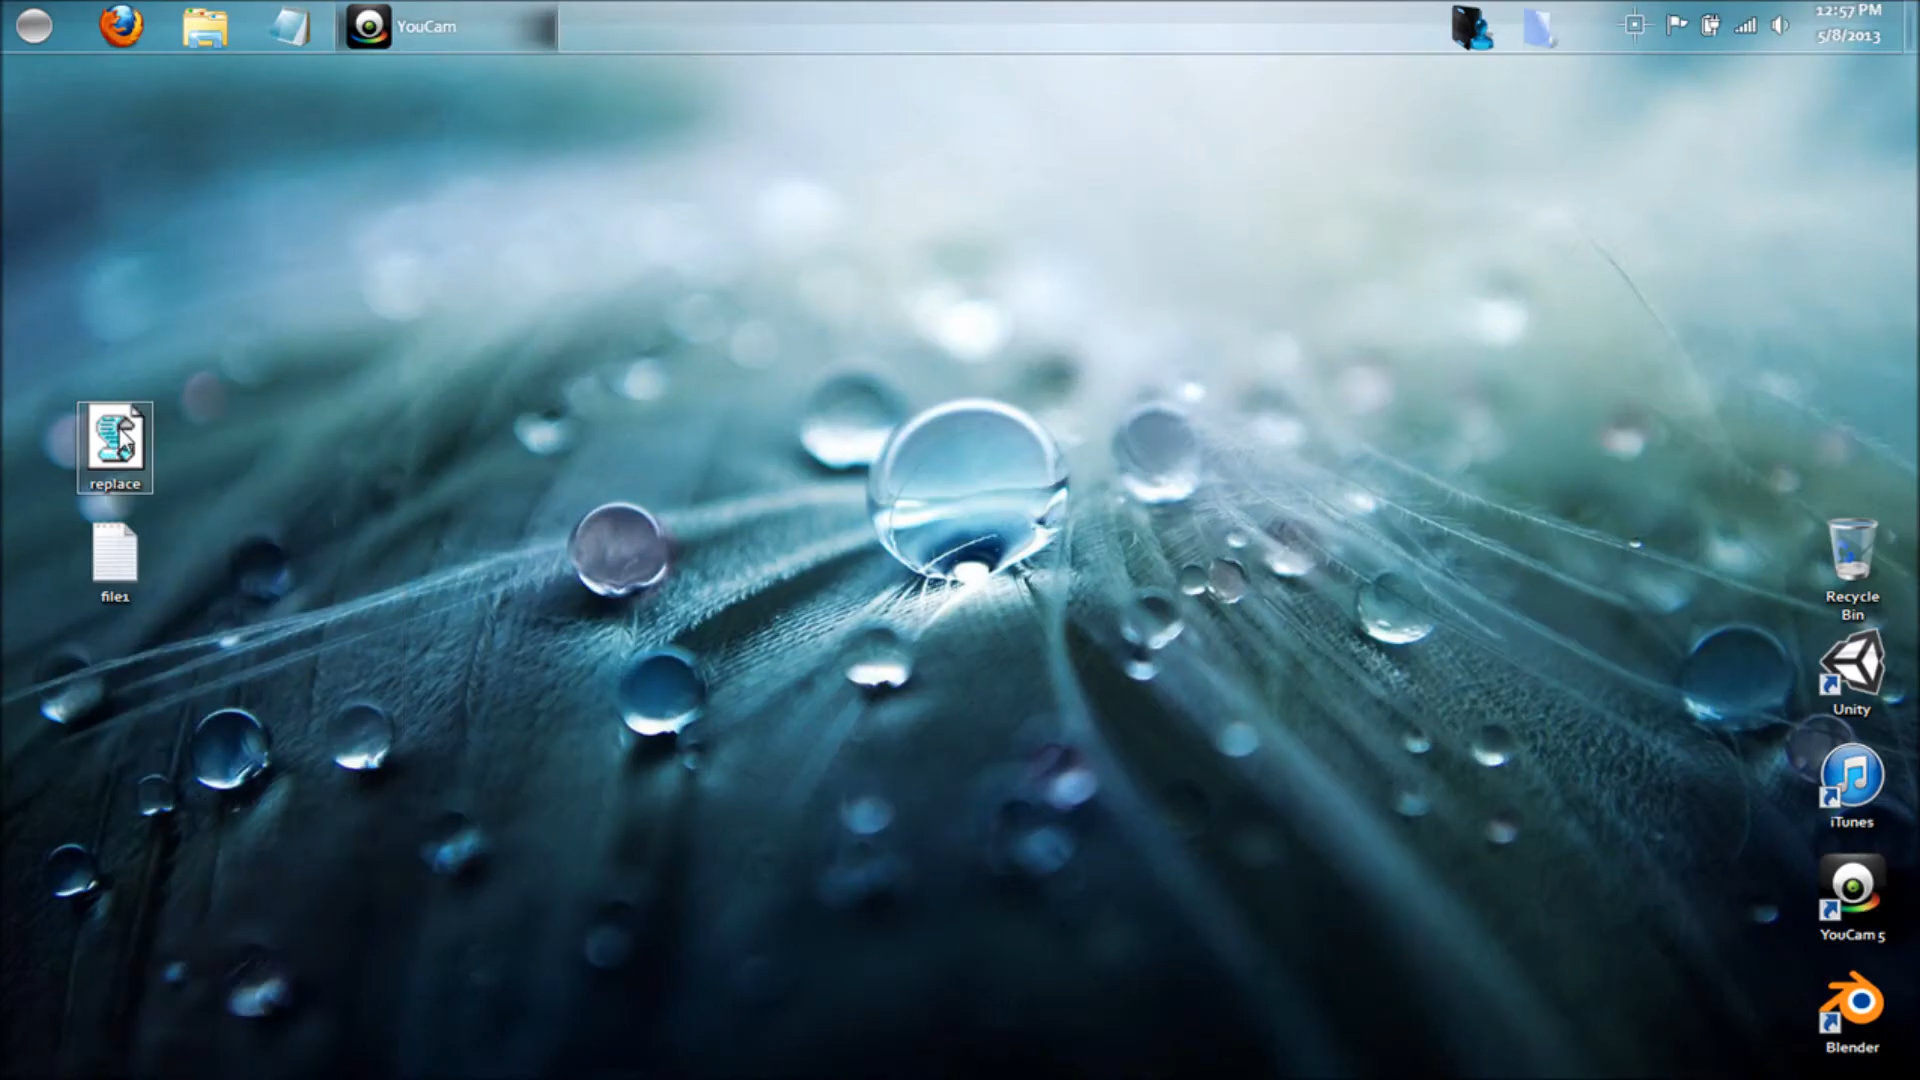 YouCam
12:57 PM
5/8/2013
replace
file1
Recycle
Bin
Unity
iTunes
YouCam 5
Blender